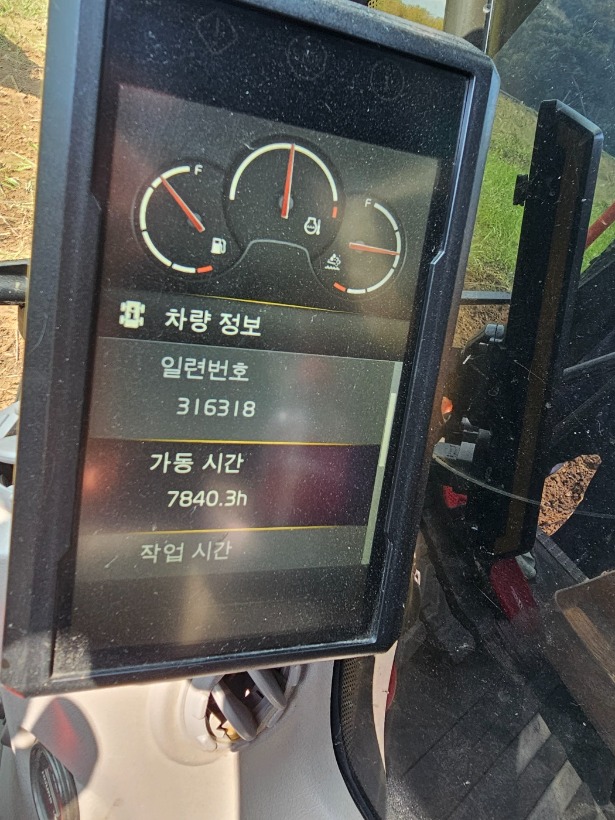 F
F
차량 정보
일련번호
316318
가동 시간
7840.3h
작업 시간